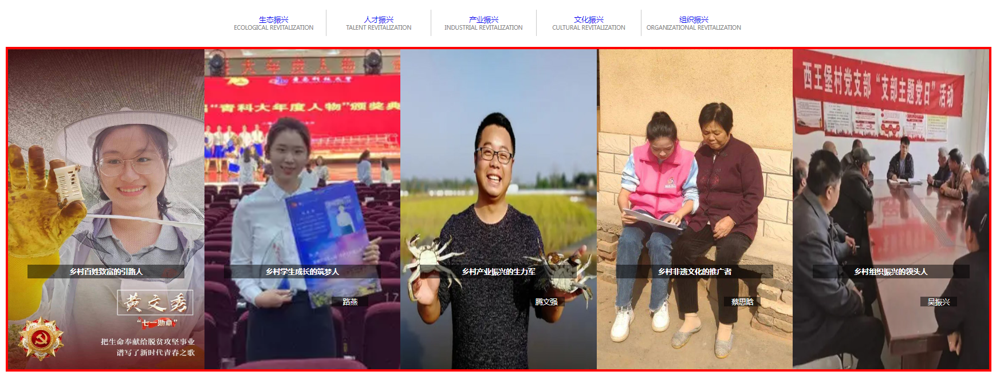 生态振兴
ECOLOGICAL REVITALIZATION
人才振兴
TALENT REVITALIZATION
产业振兴
INDUSTRIAL REVITALIZATION
文化振兴
CULTURAL REVITALIZATION
组织振兴
ORGANIZATIONAL REVITALIZATION
乡村百姓致富的引路人
黄文秀
“七一勋章”
把生命奉献给脱贫攻坚事业
谱写了新时代青春之歌
“青科大年度人物”颁奖典
乡村学生成长的筑梦人
路燕
17
乡村产业振兴的生力军
腾文强
乡村非遗文化的推广者
蔡思晗
西王堡村党支部“支部主题党日”活动
乡村组织振兴的领头人
吴振兴